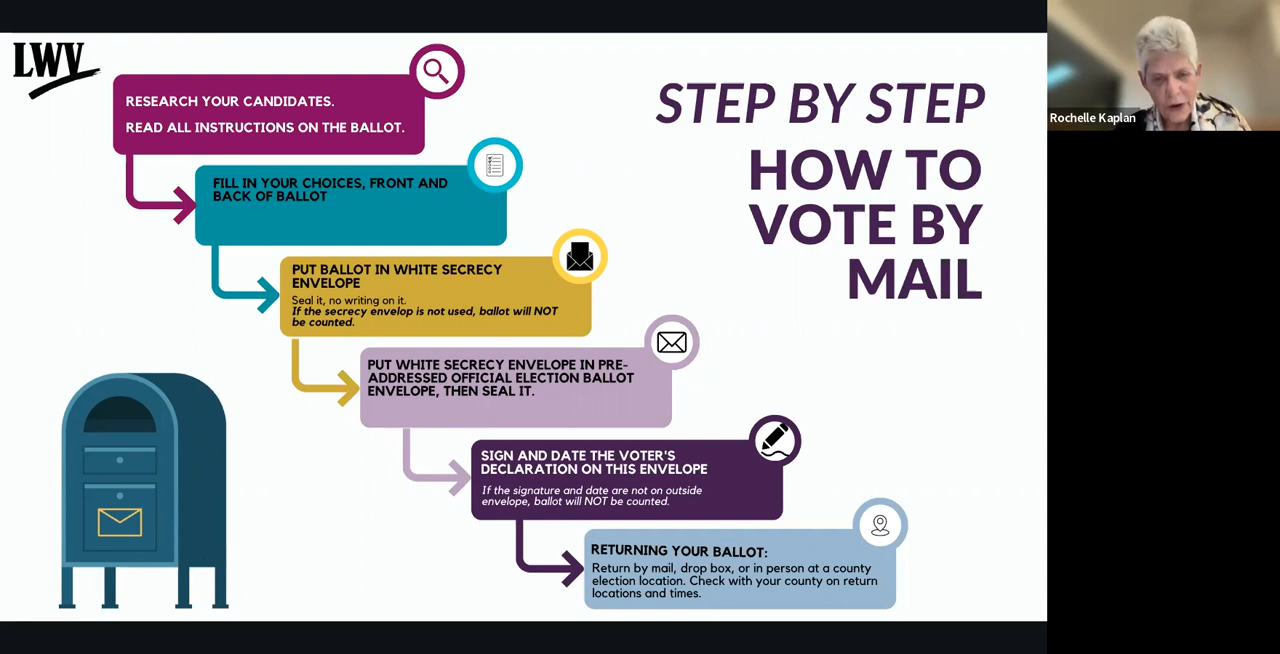 LWV
STEP BY STEP
HOW TO
VOTE BY
MAIL
RESEARCH YOUR CANDIDATES.
READ ALL INSTRUCTIONS ON THE BALLOT.
FILL IN YOUR CHOICES, FRONT AND
BACK OF BALLOT
PUT BALLOT IN WHITE SECRECY
ENVELOPE
Seal it, no writing on it.
If the secrecy envelop is not used, ballot will NOT
be counted.
PUT WHITE SECRECY ENVELOPE IN PRE-
ADDRESSED OFFICIAL ELECTION BALLOT
ENVELOPE, THEN SEAL IT.
SIGN AND DATE THE VOTER'S
DECLARATION ON THIS ENVELOPE
If the signature and date are not on outside
envelope, ballot will NOT be counted.
RETURNING YOUR BALLOT:
Return by mail, drop box, or in person at a county
election location. Check with your county on return
locations and times.
Rochelle Kaplan